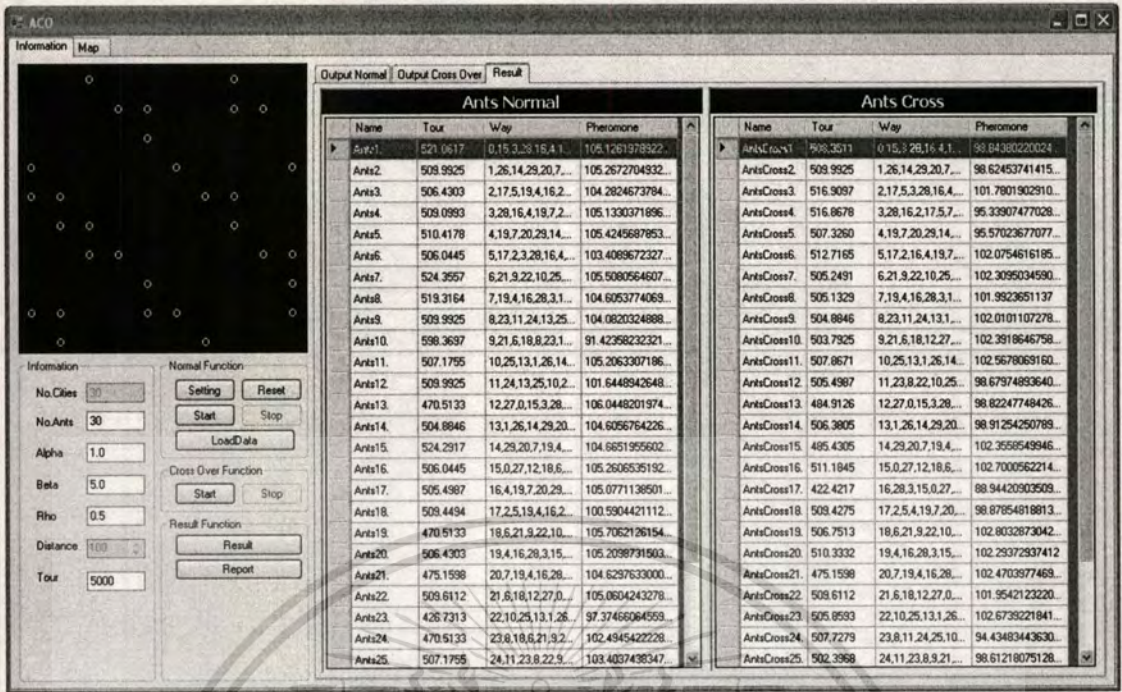 ACO
Information Map
Output Normal Output Cross Over Result
Ants Normal
Name Tour Way Pheromone
Ants1. 521.0617 0,15,3,28,16,4,1... 105.1261978922...
Ants2. 509.9925 1,26,14,29,20,7,... 105.2672704932...
Ants3. 506.4303 2,17,5,19,4,16,2... 104.2824673784...
Ants4. 509.0993 3,28,16,4,19,7,2... 105.1330371896...
Ants5. 510.4178 4,19,7,20,29,14,... 105.4245687853...
Ants6. 506.0445 5,17,2,3,28,16,4,... 103.4089672327...
Ants7. 524.3557 6,21,9,22,10,25,... 105.5080564607...
Ants8. 519.3164 7,19,4,16,28,3,1... 104.6053774069...
Ants9. 509.9925 8,23,11,24,13,25... 104.0820324888...
Ants10. 598.3697 9,21,6,18,8,23,1... 91.42358232321...
Ants11. 507.1755 10,25,13,1,26,14... 105.2063307186...
Ants12. 509.9925 11,24,13,25,10,2... 101.6448942648...
Ants13. 470.5133 12,27,0,15,3,28,... 106.0448201974...
Ants14. 504.8846 13,1,26,14,29,20... 104.6056764226...
Ants15. 524.2917 14,29,20,7,19,4,... 104.6651955602...
Ants16. 506.0445 15,0,27,12,18,6,... 105.2606535192...
Ants17. 505.4987 16,4,19,7,20,29,... 105.0771138501...
Ants18. 509.4494 17,2,5,19,4,16,2... 100.5904421112...
Ants19. 470.5133 18,6,21,9,22,10,... 105.7062126154...
Ants20. 506.4303 19,4,16,28,3,15,... 105.2098731503...
Ants21. 475.1598 20,7,19,4,16,28,... 104.6297633000...
Ants22. 509.6112 21,6,18,12,27,0,... 105.0604243278...
Ants23. 426.7313 22,10,25,13,1,26... 97.37466064559...
Ants24. 470.5133 23,8,18,6,21,9,2... 102.4945422228...
Ants25. 507.1755 24,11,23,8,22,9,... 103.4037438347...
Ants Cross
Name Tour Way Pheromone
AntsCross1. 508.3511 0,15,3,28,16,4,1... 98.84380220024...
AntsCross2. 509.9925 1,26,14,29,20,7,... 98.62453741415...
AntsCross3. 516.9097 2,17,5,3,28,16,4,... 101.7801902910...
AntsCross4. 516.8678 3,28,16,2,17,5,7,... 95.33907477028...
AntsCross5. 507.3260 4,19,7,20,29,14,... 95.57023677077...
AntsCross6. 512.7165 5,17,2,16,4,19,7,... 102.0754616185...
AntsCross7. 505.2491 6,21,9,22,10,25,... 102.3095034590...
AntsCross8. 505.1329 7,19,4,16,28,3,1... 101.9923651137
AntsCross9. 504.8846 8,23,11,24,13,1,... 102.0101107278...
AntsCross10. 503.7925 9,21,6,18,12,27,... 102.3918646758...
AntsCross11. 507.8671 10,25,13,1,26,14... 102.5678069160...
AntsCross12. 505.4987 11,23,8,22,10,25... 98.67974893640...
AntsCross13. 484.9126 12,27,0,15,3,28,... 98.82247748426...
AntsCross14. 506.3805 13,1,26,14,29,20... 98.91254250789...
AntsCross15. 485.4305 14,29,20,7,19,4,... 102.3558549946...
AntsCross16. 511.1845 15,0,27,12,18,6,... 102.7000562214...
AntsCross17. 422.4217 16,28,3,15,0,27,... 88.94420903509...
AntsCross18. 509.4275 17,2,5,4,19,7,20,... 98.87854818813...
AntsCross19. 506.7513 18,6,21,9,22,10,... 102.8032873042...
AntsCross20. 510.3332 19,4,16,28,3,15,... 102.29372937412
AntsCross21. 475.1598 20,7,19,4,16,28,... 102.4703977469...
AntsCross22. 509.6112 21,6,18,12,27,0,... 101.9542123220...
AntsCross23. 505.8593 22,10,25,13,1,26... 102.6739221841...
AntsCross24. 507.7279 23,8,11,24,25,10... 94.43483443630...
AntsCross25. 502.3968 24,11,23,8,9,21,... 98.61218075128...
Information
No.Cities 30
No.Ants 30
Alpha 1.0
Beta 5.0
Rho 0.5
Distance 100
Tour 5000
Normal Function
Setting Reset
Start Stop
LoadData
Cross Over Function
Start Stop
Result Function
Result
Report